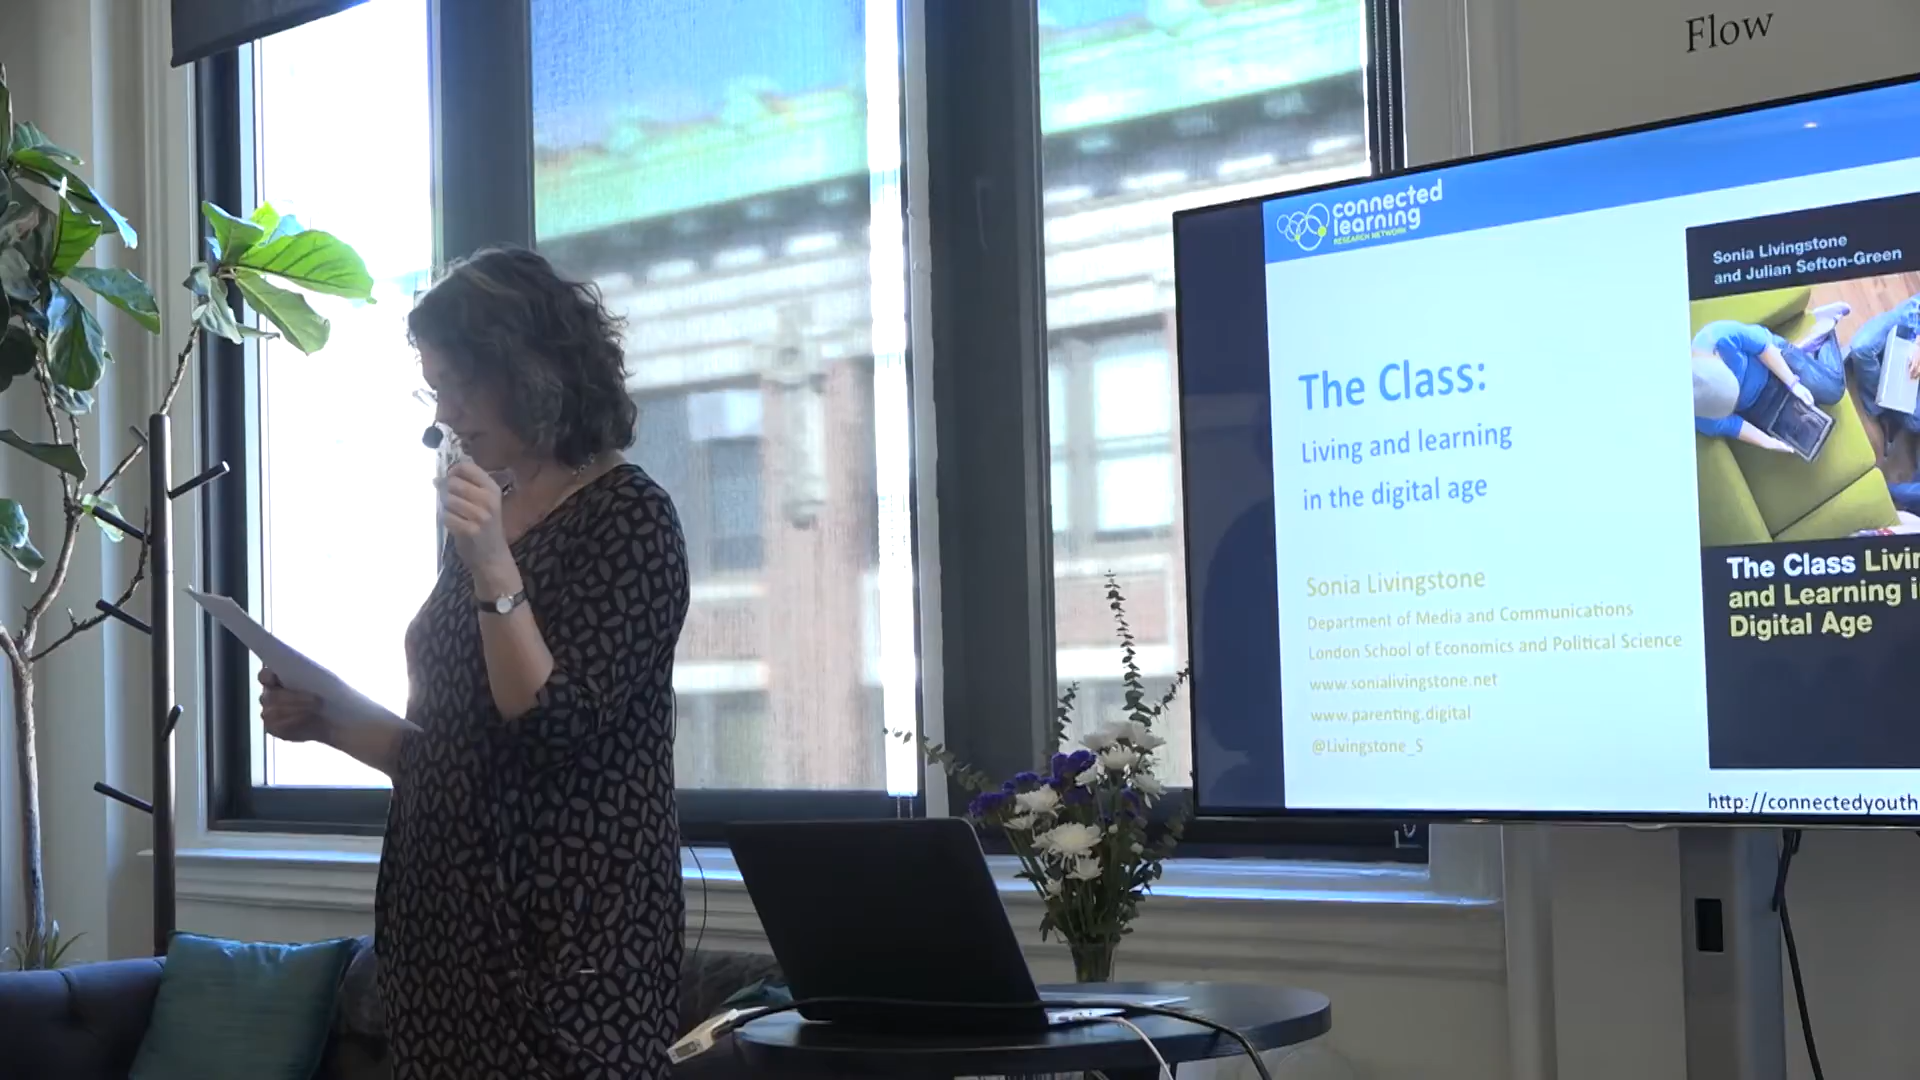 Flow
connected
learning
RESEARCH NETWORK
The Class:
Living and learning
in the digital age
Sonia Livingstone
Department of Media and Communications
London School of Economics and Political Science
www.sonialivingstone.net
www.parenting.digital
@Livingstone_S
Sonia Livingstone
and Julian Sefton-Green
The Class Livin
and Learning i
Digital Age
http://connectedyouth